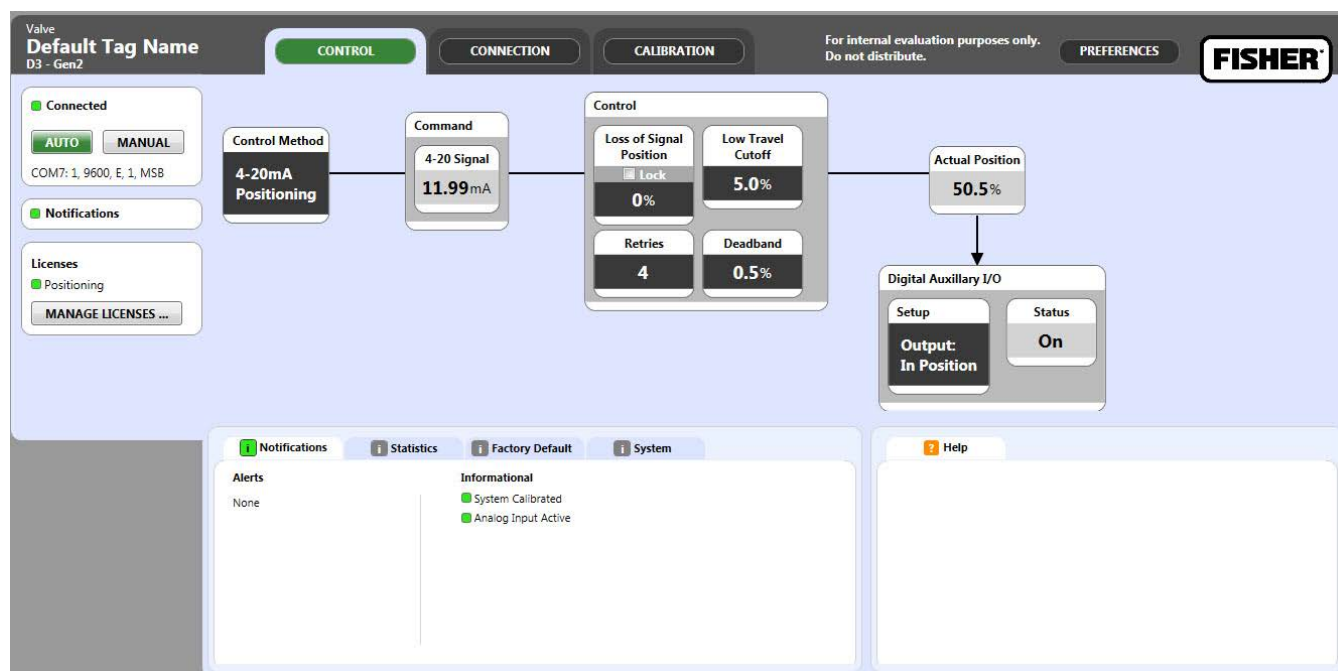 Valve
Default Tag Name
D3 - Gen2
CONTROL
CONNECTION
CALIBRATION
For internal evaluation purposes only.
Do not distribute.
PREFERENCES
FISHER
Connected
AUTO
MANUAL
COM7: 1, 9600, E, 1, MSB
Notifications
Licenses
Positioning
MANAGE LICENSES ...
Control Method
4-20mA
Positioning
Command
4-20 Signal
11.99mA
Control
Loss of Signal
Position
Lock
0%
Low Travel
Cutoff
5.0%
Retries
4
Deadband
0.5%
Actual Position
50.5%
Digital Auxillary I/O
Setup
Output:
In Position
Status
On
i Notifications
i Statistics
i Factory Default
i System
Alerts
None
Informational
System Calibrated
Analog Input Active
? Help